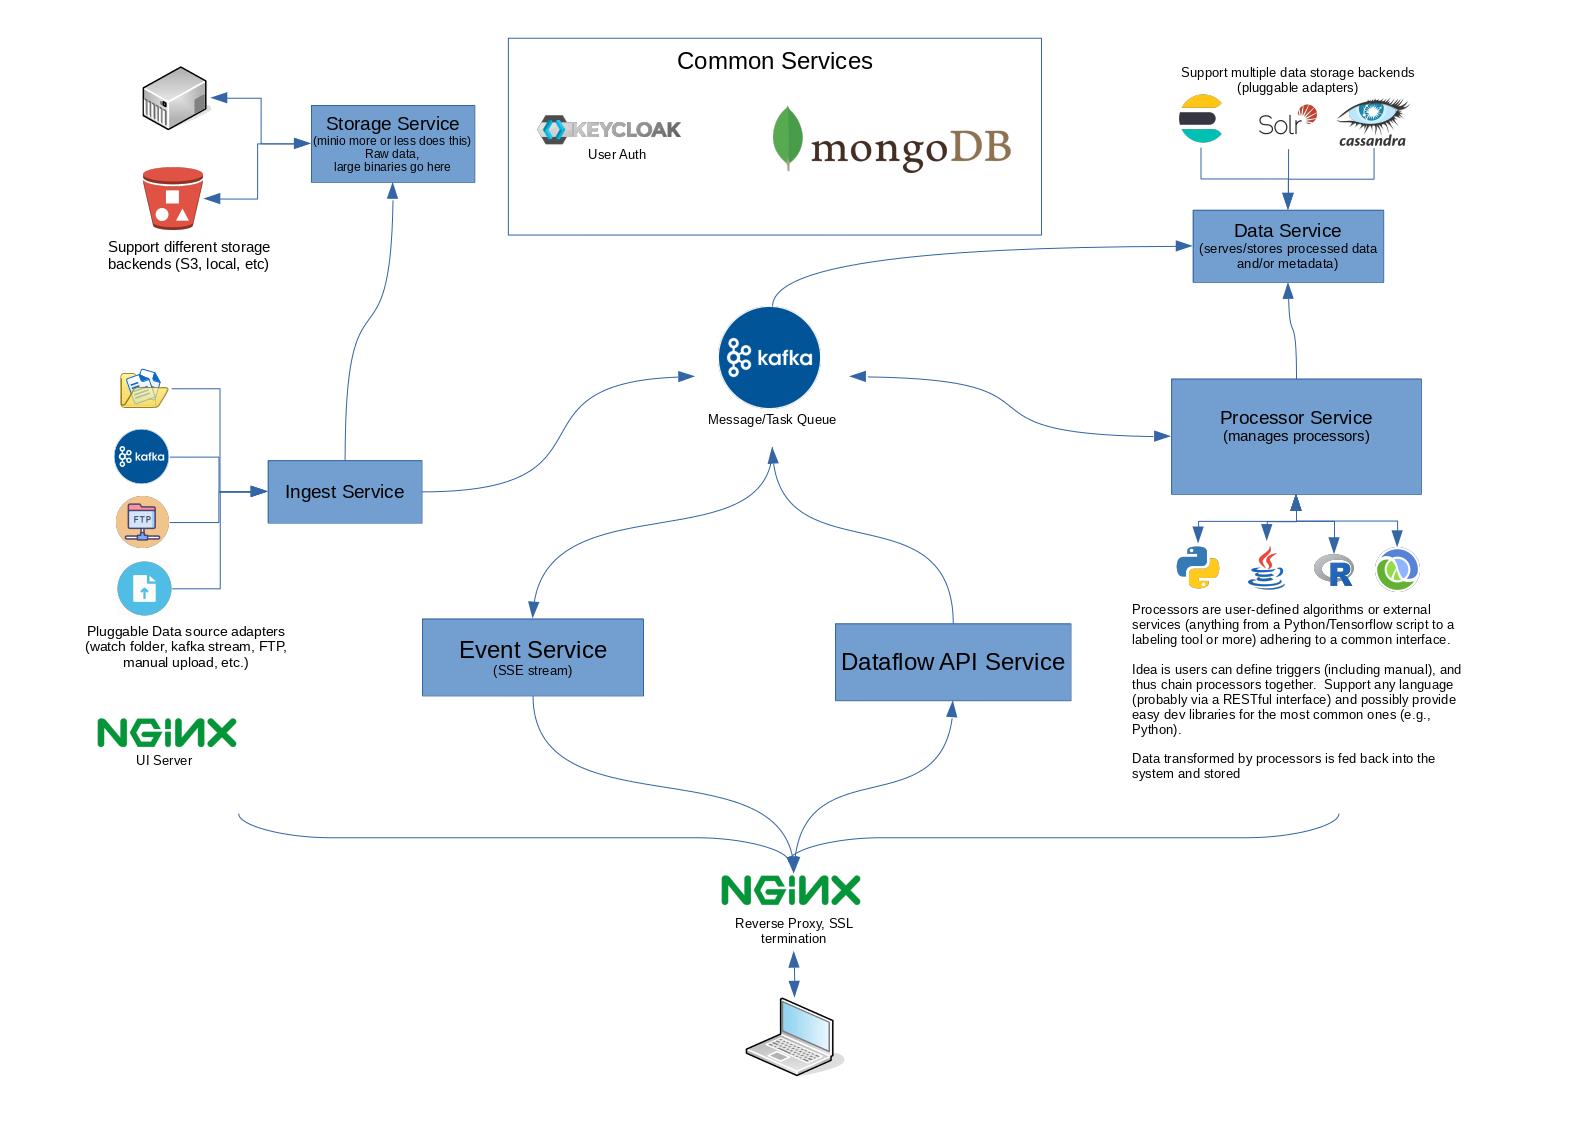 Common Services
KEYCLOAK
User Auth
mongoDB
Storage Service
(minio more or less does this)
Raw data,
large binaries go here
Support different storage
backends (S3, local, etc)
Support multiple data storage backends
(pluggable adapters)
Solr
cassandra
Data Service
(serves/stores processed data
and/or metadata)
kafka
Message/Task Queue
Processor Service
(manages processors)
kafka
FTP
Ingest Service
Pluggable Data source adapters
(watch folder, kafka stream, FTP,
manual upload, etc.)
R
Processors are user-defined algorithms or external
services (anything from a Python/Tensorflow script to a
labeling tool or more) adhering to a common interface.
Idea is users can define triggers (including manual), and
thus chain processors together.  Support any language
(probably via a RESTful interface) and possibly provide
easy dev libraries for the most common ones (e.g.,
Python).
Data transformed by processors is fed back into the
system and stored
Event Service
(SSE stream)
Dataflow API Service
NGiNX
UI Server
NGiNX
Reverse Proxy, SSL
termination